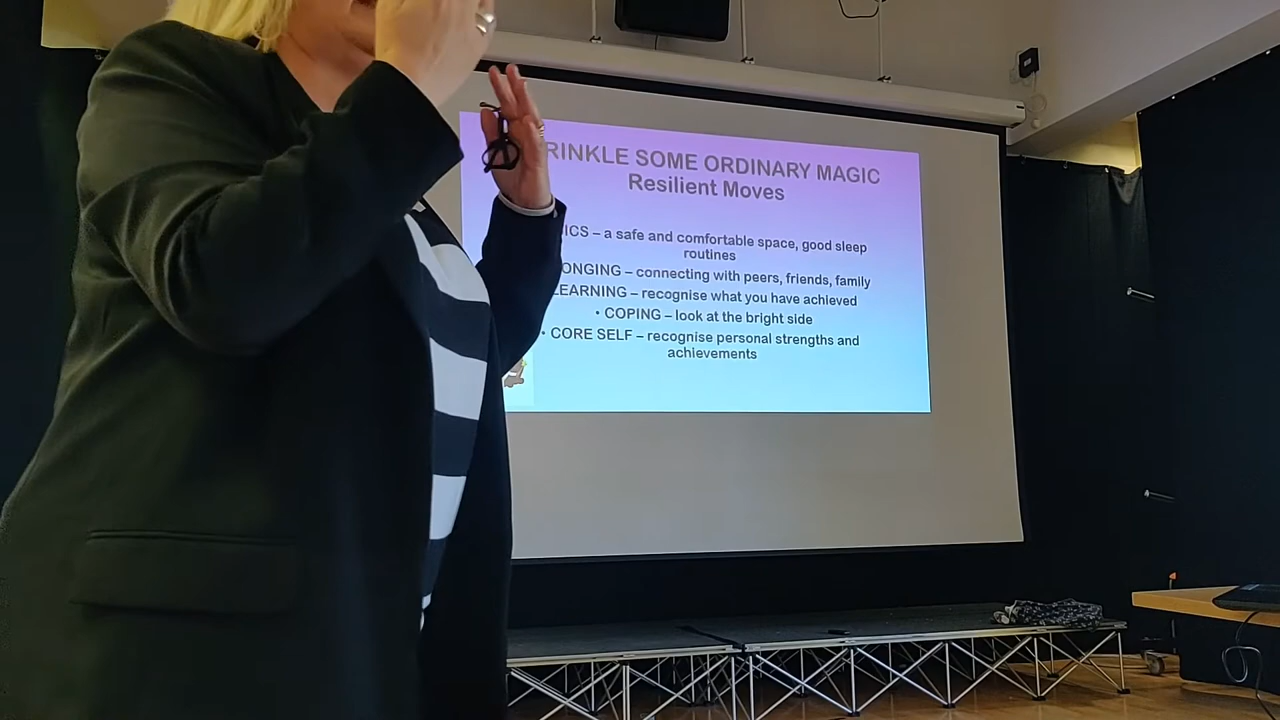 RINKLE SOME ORDINARY MAGIC
Resilient Moves
ICS – a safe and comfortable space, good sleep
routines
ONGING – connecting with peers, friends, family
LEARNING – recognise what you have achieved
• COPING – look at the bright side
• CORE SELF – recognise personal strengths and
achievements